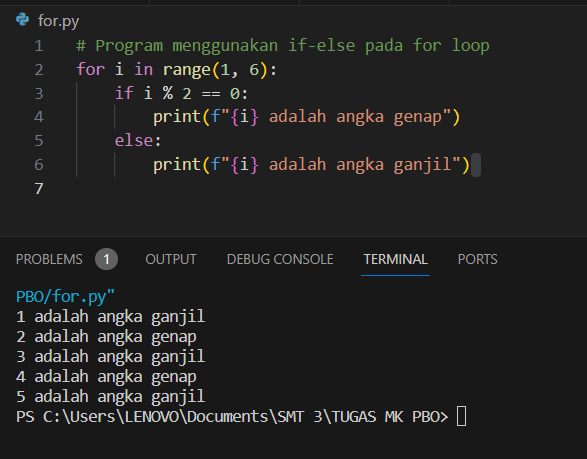 for.py
1 # Program menggunakan if-else pada for loop
2 for i in range(1, 6):
3     if i % 2 == 0:
4         print(f"{i} adalah angka genap")
5     else:
6         print(f"{i} adalah angka ganjil")
7
PROBLEMS 1 OUTPUT DEBUG CONSOLE TERMINAL PORTS
PBO/for.py"
1 adalah angka ganjil
2 adalah angka genap
3 adalah angka ganjil
4 adalah angka genap
5 adalah angka ganjil
PS C:\Users\LENOVO\Documents\SMT 3\TUGAS MK PBO>